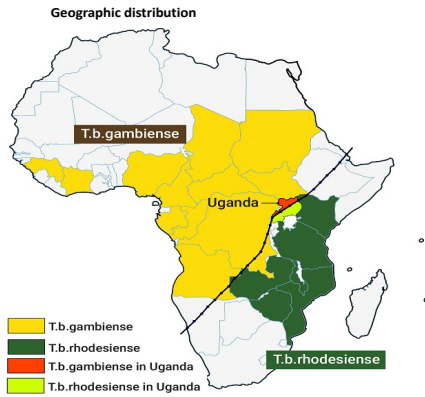 Geographic distribution
T.b.gambiense
Uganda
T.b.gambiense
T.b.rhodesiense
T.b.gambiense in Uganda
T.b.rhodesiense in Uganda
T.b.rhodesiense